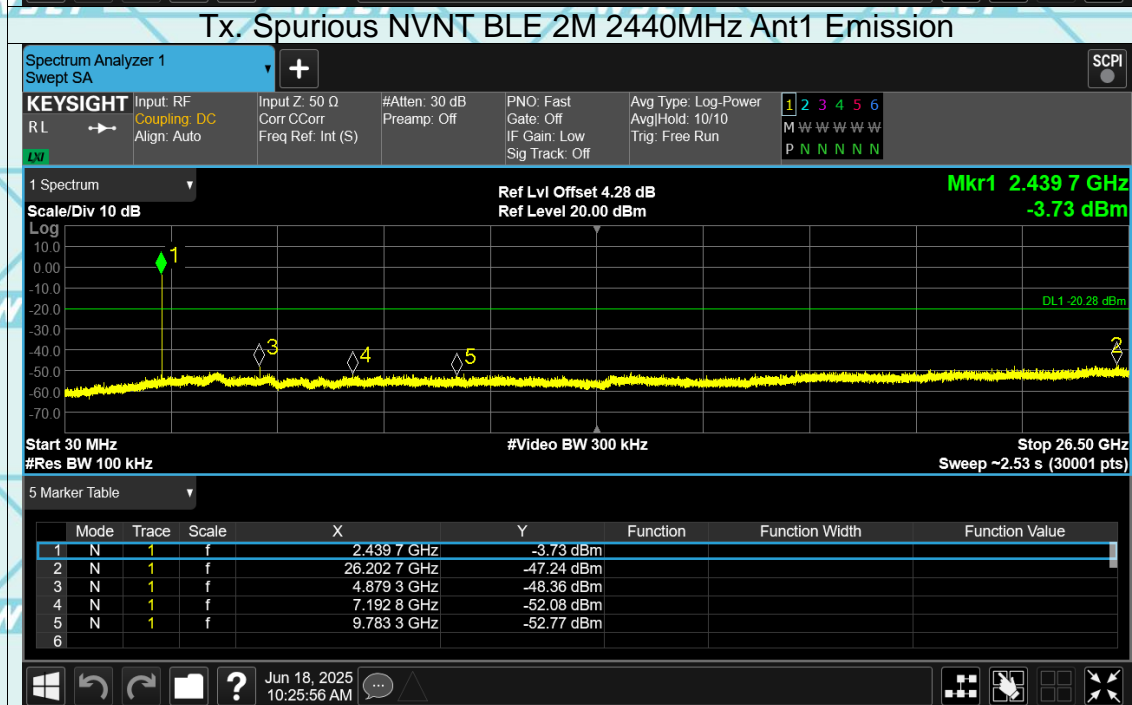 Tx. Spurious NVNT BLE 2M 2440MHz Ant1 Emission
Spectrum Analyzer 1
Swept SA
SCPI
KEYSIGHT
RL
LXI
Input: RF
Coupling: DC
Align: Auto
Input Z: 50 Ω
Corr CCorr
Freq Ref: Int (S)
#Atten: 30 dB
Preamp: Off
PNO: Fast
Gate: Off
IF Gain: Low
Sig Track: Off
Avg Type: Log-Power
Avg|Hold: 10/10
Trig: Free Run
1 2 3 4 5 6
M W W W W W
P N N N N N
1 Spectrum
Scale/Div 10 dB
Ref Lvl Offset 4.28 dB
Ref Level 20.00 dBm
Mkr1 2.439 7 GHz
-3.73 dBm
Log
10.0
0.00
-10.0
-20.0
-30.0
-40.0
-50.0
-60.0
-70.0
1
DL1 -20.28 dBm
3
4
5
2
Start 30 MHz
#Video BW 300 kHz
Stop 26.50 GHz
#Res BW 100 kHz
Sweep ~2.53 s (30001 pts)
5 Marker Table
Mode Trace Scale X Y Function Function Width Function Value
1 N 1 f 2.439 7 GHz -3.73 dBm
2 N 1 f 26.202 7 GHz -47.24 dBm
3 N 1 f 4.879 3 GHz -48.36 dBm
4 N 1 f 7.192 8 GHz -52.08 dBm
5 N 1 f 9.783 3 GHz -52.77 dBm
6
?
Jun 18, 2025
10:25:56 AM